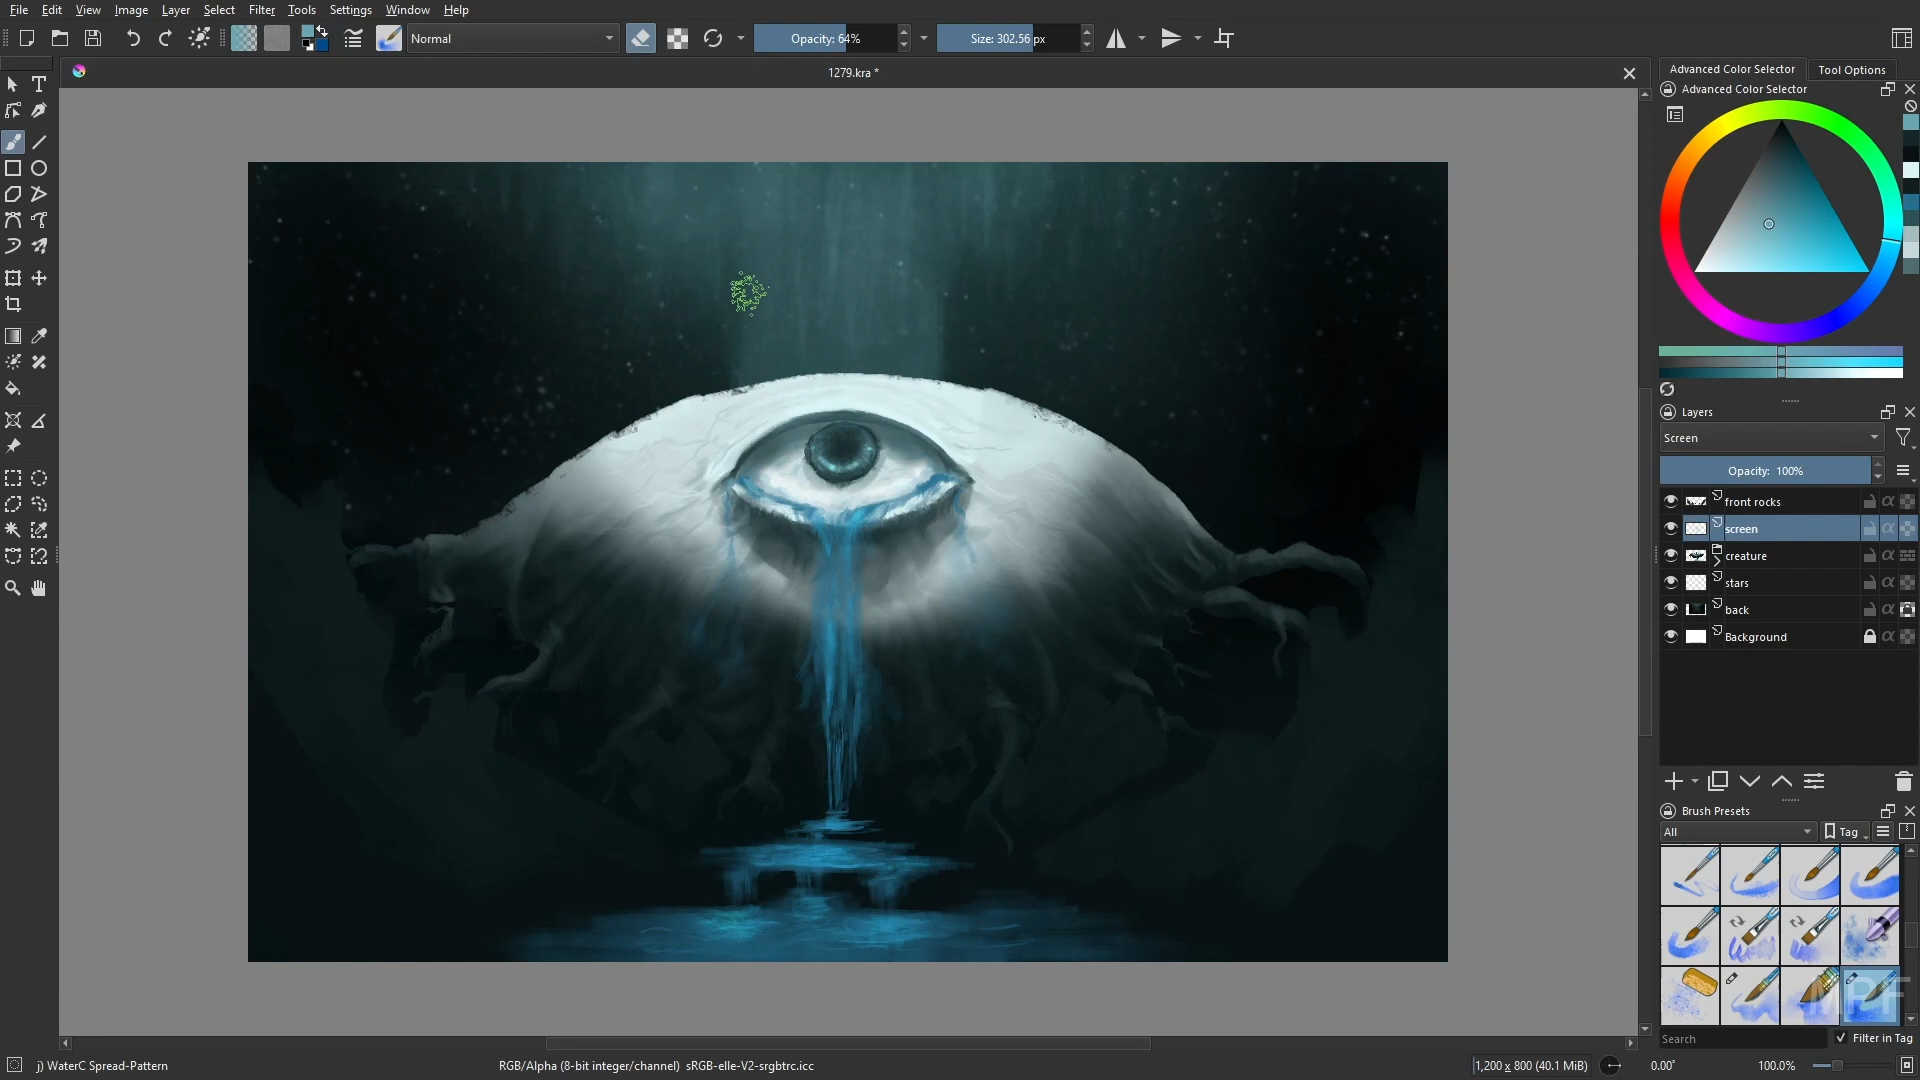 File Edit View Image Layer Select Filter Tools Settings Window Help
Normal
Opacity: 64%
Size: 302.56 px
1279.kra *
Advanced Color Selector
Tool Options
Advanced Color Selector
Layers
Screen
Opacity: 100%
front rocks
screen
creature
stars
back
Background
Brush Presets
All
Tag
MPF
Search
Filter in Tag
j) WaterC Spread-Pattern
RGB/Alpha (8-bit integer/channel) sRGB-elle-V2-srgbtrc.icc
1,200 x 800 (40.1 MiB)
0.00°
100.0%